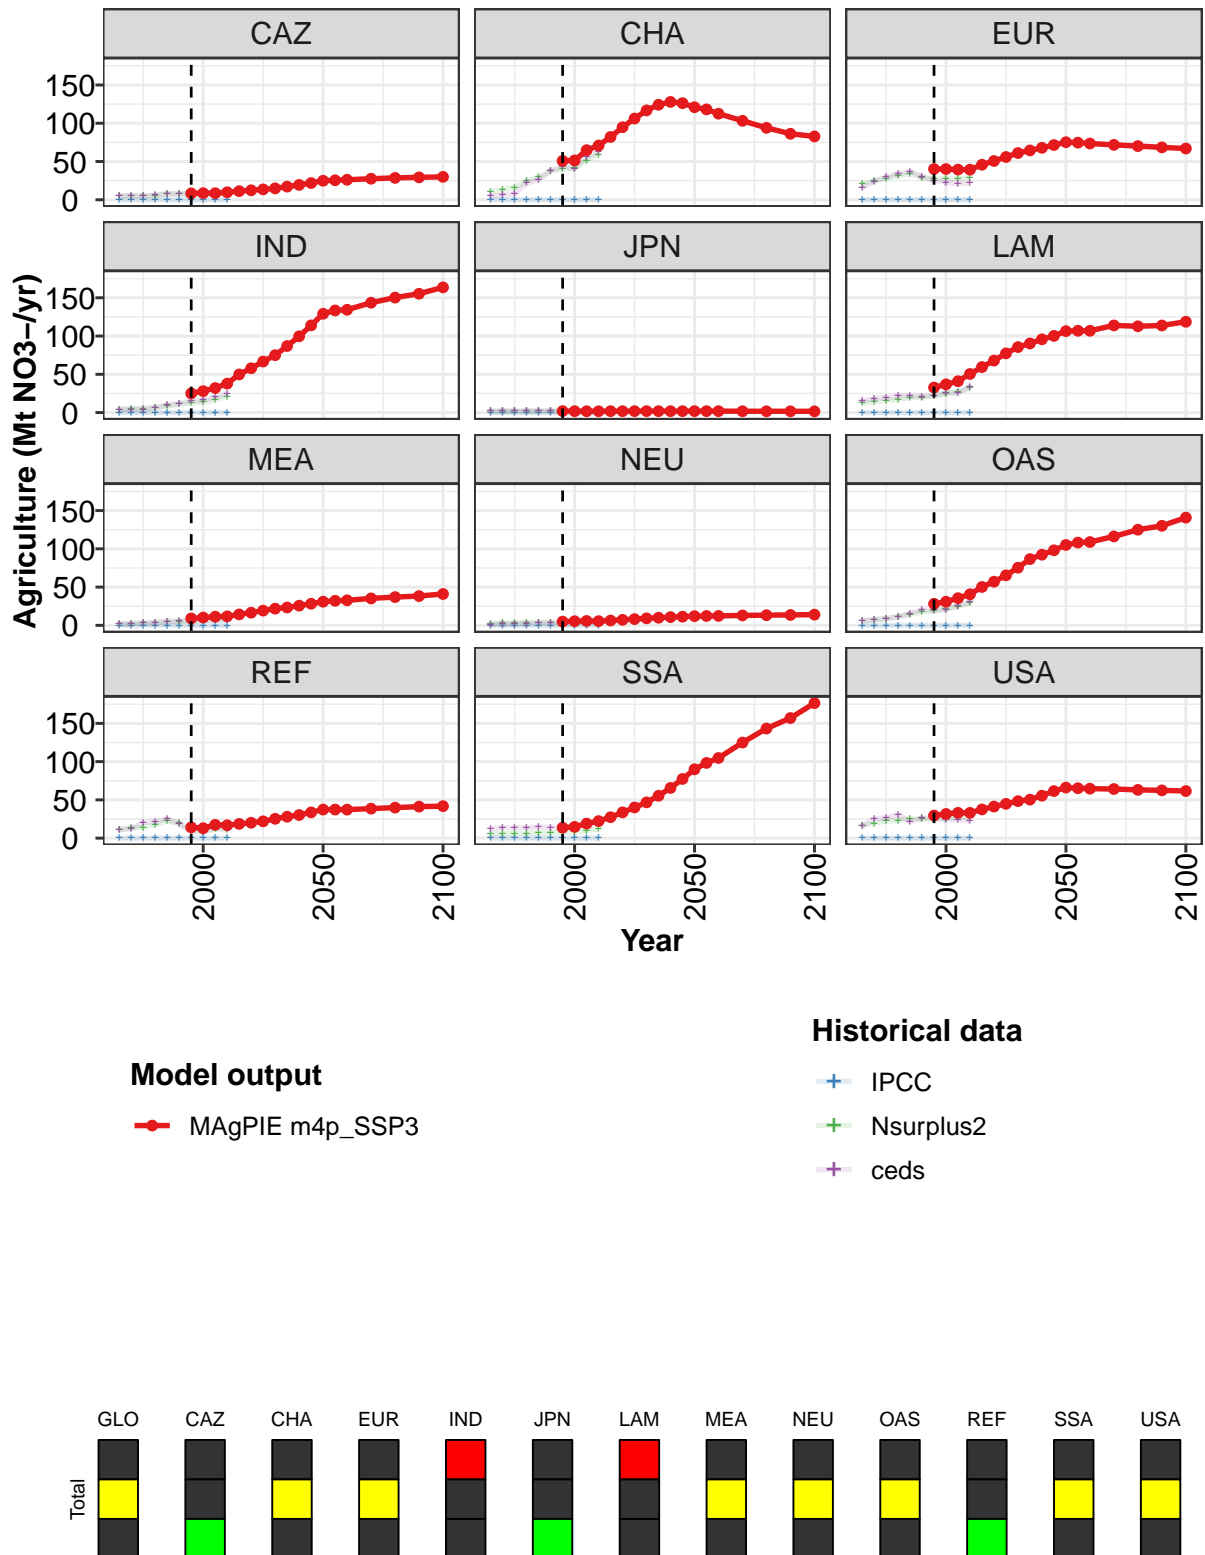 CAZ CHA EUR
150
100
50
0
IND JPN LAM
150
100
50
0
MEA NEU OAS
150
100
50
0
REF SSA USA
150
100
50
0
Agriculture (Mt NO3−/yr)
2000 2050 2100 2000 2050 2100 2000 2050 2100
Year
Model output
MAgPIE m4p_SSP3
Historical data
IPCC
Nsurplus2
ceds
GLO CAZ CHA EUR IND JPN LAM MEA NEU OAS REF SSA USA
Total